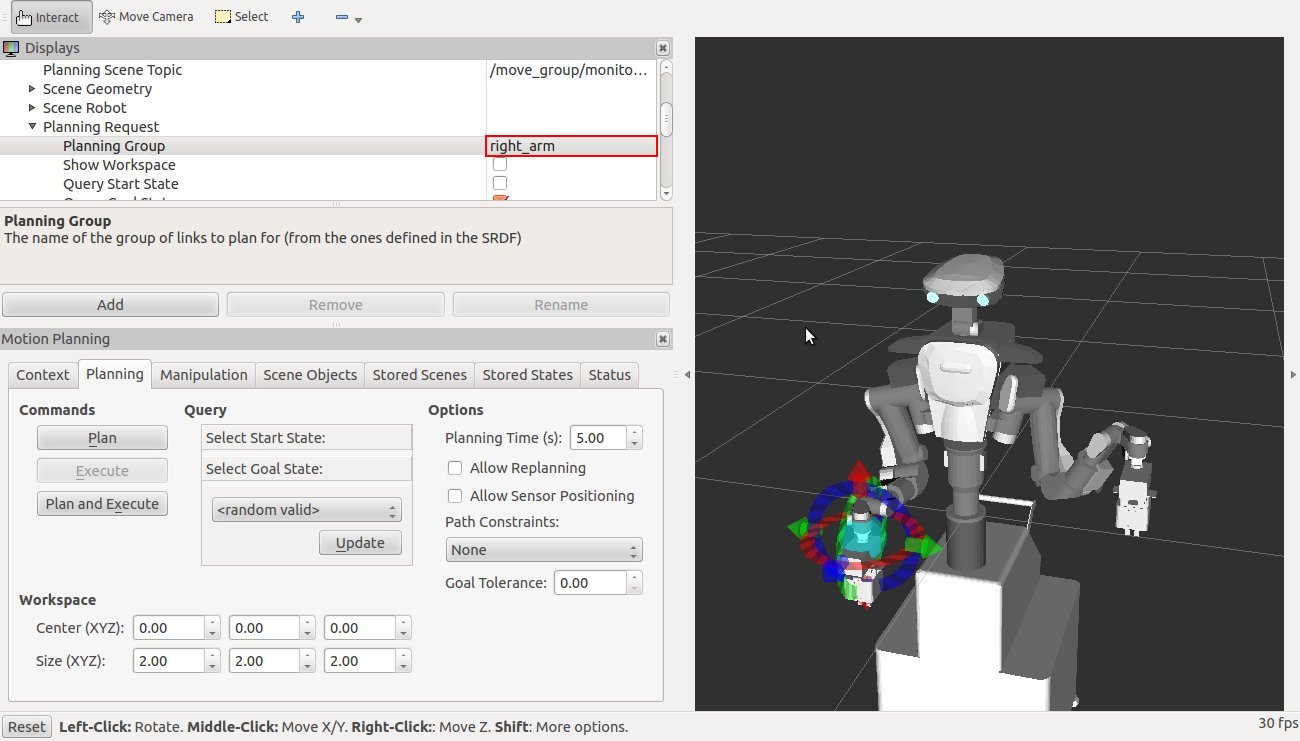 Interact Move Camera Select
Displays
Planning Scene Topic /move_group/monito...
Scene Geometry
Scene Robot
Planning Request
Planning Group right_arm
Show Workspace
Query Start State
Planning Group
The name of the group of links to plan for (from the ones defined in the SRDF)
Add Remove Rename
Motion Planning
Context Planning Manipulation Scene Objects Stored Scenes Stored States Status
Commands Query Options
Plan Select Start State: Planning Time (s): 5.00
Execute Select Goal State: Allow Replanning
Plan and Execute <random valid> Allow Sensor Positioning
Path Constraints:
Update None
Goal Tolerance: 0.00
Workspace
Center (XYZ): 0.00 0.00 0.00
Size (XYZ): 2.00 2.00 2.00
Reset Left-Click: Rotate. Middle-Click: Move X/Y. Right-Click:: Move Z. Shift: More options. 30 fps